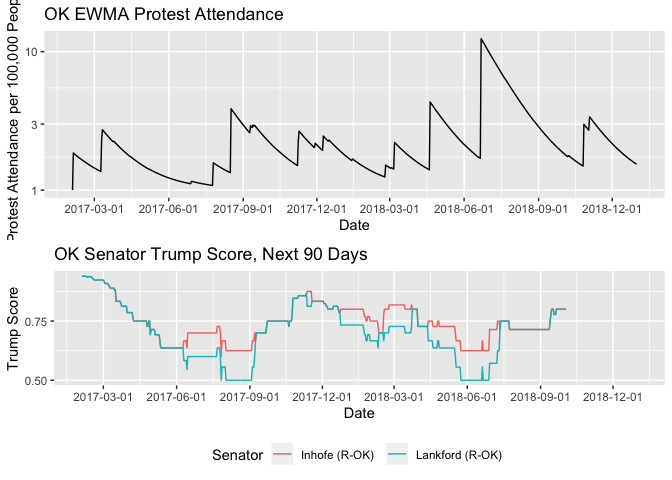 OK EWMA Protest Attendance
Protest Attendance per 100,000 Peop
10
3
1
2017-03-01 2017-06-01 2017-09-01 2017-12-01 2018-03-01 2018-06-01 2018-09-01 2018-12-01
Date
OK Senator Trump Score, Next 90 Days
Trump Score
0.75
0.50
2017-03-01 2017-06-01 2017-09-01 2017-12-01 2018-03-01 2018-06-01 2018-09-01 2018-12-01
Date
Senator Inhofe (R-OK) Lankford (R-OK)